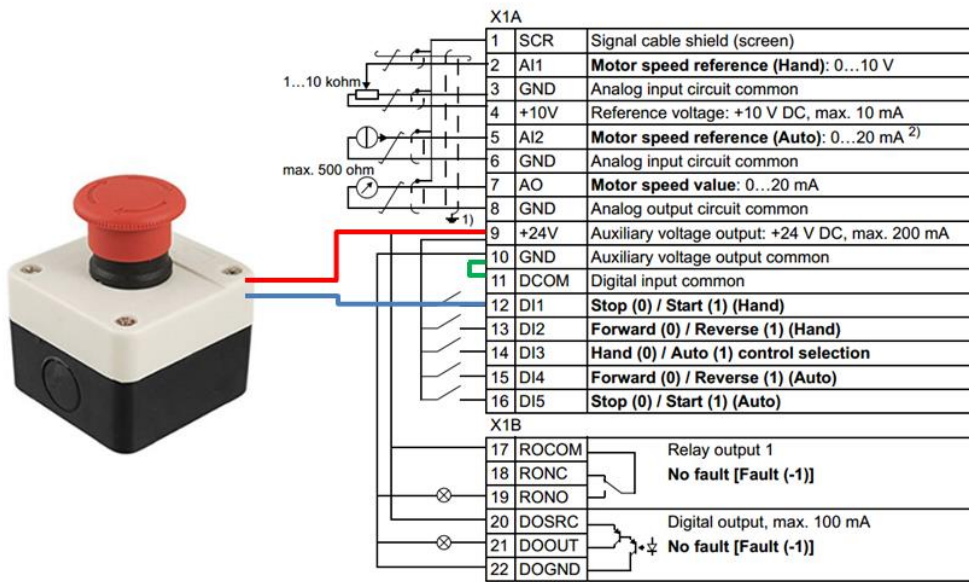 X1A
1 SCR Signal cable shield (screen)
2 AI1 Motor speed reference (Hand): 0…10 V
1…10 kohm
3 GND Analog input circuit common
4 +10V Reference voltage: +10 V DC, max. 10 mA
5 AI2 Motor speed reference (Auto): 0…20 mA 2)
6 GND Analog input circuit common
max. 500 ohm
7 AO Motor speed value: 0…20 mA
8 GND Analog output circuit common
1)
9 +24V Auxiliary voltage output: +24 V DC, max. 200 mA
10 GND Auxiliary voltage output common
11 DCOM Digital input common
12 DI1 Stop (0) / Start (1) (Hand)
13 DI2 Forward (0) / Reverse (1) (Hand)
14 DI3 Hand (0) / Auto (1) control selection
15 DI4 Forward (0) / Reverse (1) (Auto)
16 DI5 Stop (0) / Start (1) (Auto)
X1B
17 ROCOM Relay output 1
18 RONC No fault [Fault (-1)]
19 RONO
20 DOSRC Digital output, max. 100 mA
21 DOOUT No fault [Fault (-1)]
22 DOGND